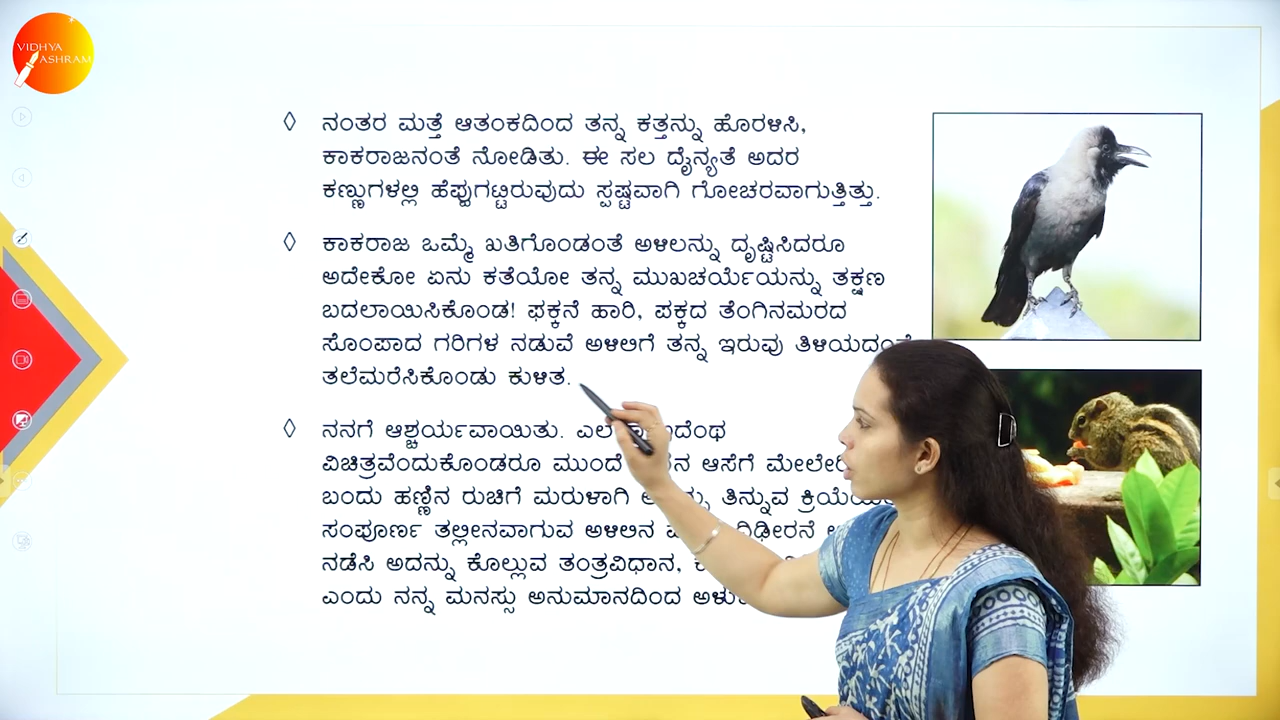 VIDHYA
ASHRAM
◊ ನಂತರ ಮತ್ತೆ ಆತಂಕದಿಂದ ತನ್ನ ಕತ್ತನ್ನು ಹೊರಳಿಸಿ,
ಕಾಕರಾಜನಂತೆ ನೋಡಿತು. ಈ ಸಲ ದೈನ್ಯತೆ ಅದರ
ಕಣ್ಣುಗಳಲ್ಲಿ ಹೆಪ್ಪುಗಟ್ಟಿರುವುದು ಸ್ಪಷ್ಟವಾಗಿ ಗೋಚರವಾಗುತ್ತಿತ್ತು.
◊ ಕಾಕರಾಜ ಒಮ್ಮೆ ಖತಿಗೊಂಡಂತೆ ಅಳಿಲನ್ನು ದೃಷ್ಟಿಸಿದರೂ
ಅದೇಕೋ ಏನು ಕತೆಯೋ ತನ್ನ ಮುಖಚರ್ಯೆಯನ್ನು ತಕ್ಷಣ
ಬದಲಾಯಿಸಿಕೊಂಡ! ಫಕ್ಕನೆ ಹಾರಿ, ಪಕ್ಕದ ತೆಂಗಿನಮರದ
ಸೊಂಪಾದ ಗರಿಗಳ ನಡುವೆ ಅಳಿಲಿಗೆ ತನ್ನ ಇರುವು ತಿಳಿಯದಂತೆ
ತಲೆಮರೆಸಿಕೊಂಡು ಕುಳಿತ.
◊ ನನಗೆ ಆಶ್ಚರ್ಯವಾಯಿತು.
ವಿಚಿತ್ರವೆಂದುಕೊಂಡರೂ ಮುಂದೆ ಆಸೆಗೆ
ಬಂದು ಹಣ್ಣಿನ ರುಚಿಗೆ ಮರುಳಾಗಿ ತಿನ್ನುವ
ಸಂಪೂರ್ಣ ತಲ್ಲೀನವಾಗುವ ಅಳಿಲಿನ
ನಡೆಸಿ ಅದನ್ನು ಕೊಲ್ಲುವ ತಂತ್ರವಿಧಾನ,
ಎಂದು ನನ್ನ ಮನಸ್ಸು ಅನುಮಾನದಿಂದ